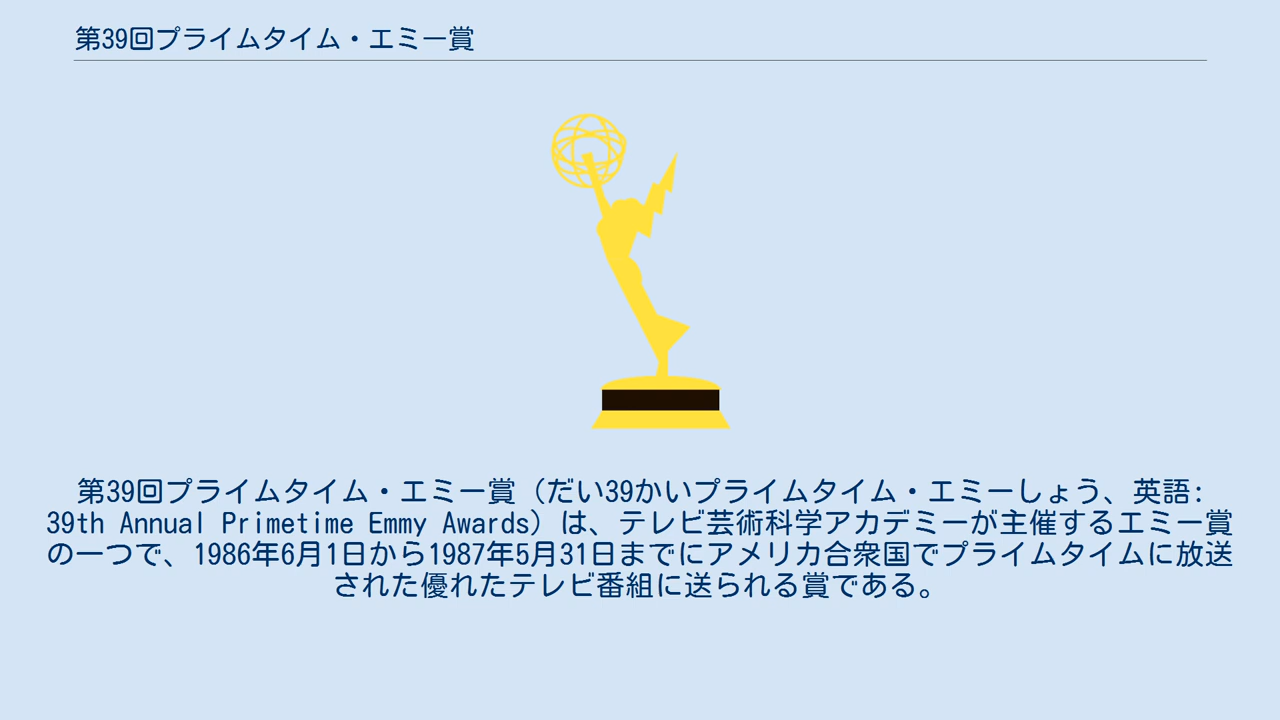 第39回プライムタイム・エミー賞
第39回プライムタイム・エミー賞（だい39かいプライムタイム・エミーしょう、英語:
39th Annual Primetime Emmy Awards）は、テレビ芸術科学アカデミーが主催するエミー賞
の一つで、1986年6月1日から1987年5月31日までにアメリカ合衆国でプライムタイムに放送
された優れたテレビ番組に送られる賞である。